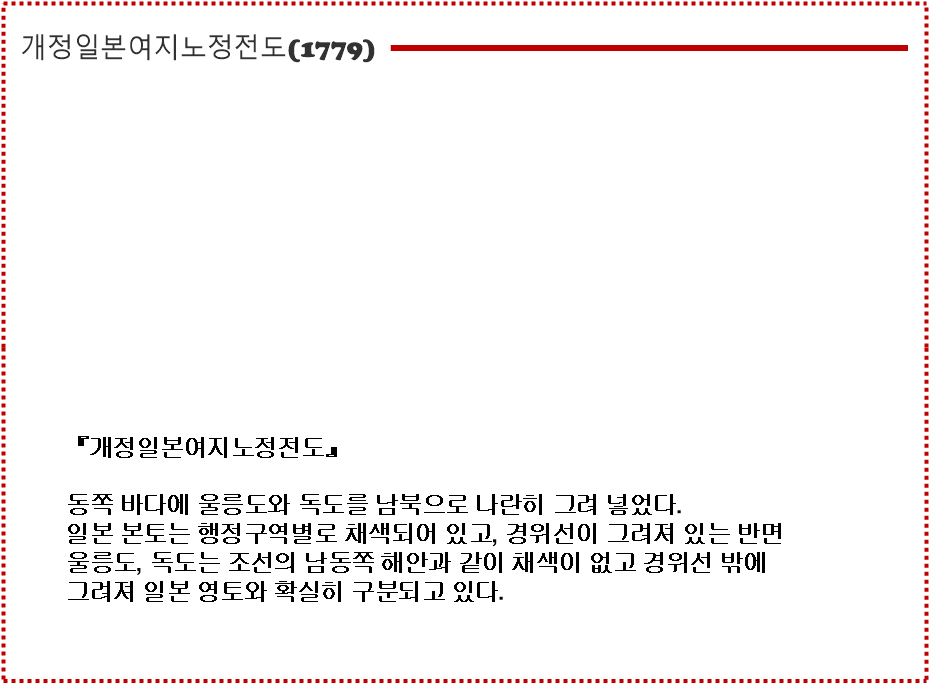 개정일본여지노정전도(1779)
『개정일본여지노정전도』
동쪽 바다에 울릉도와 독도를 남북으로 나란히 그려 넣었다.
일본 본토는 행정구역별로 채색되어 있고, 경위선이 그려져 있는 반면
울릉도, 독도는 조선의 남동쪽 해안과 같이 채색이 없고 경위선 밖에
그려져 일본 영토와 확실히 구분되고 있다.